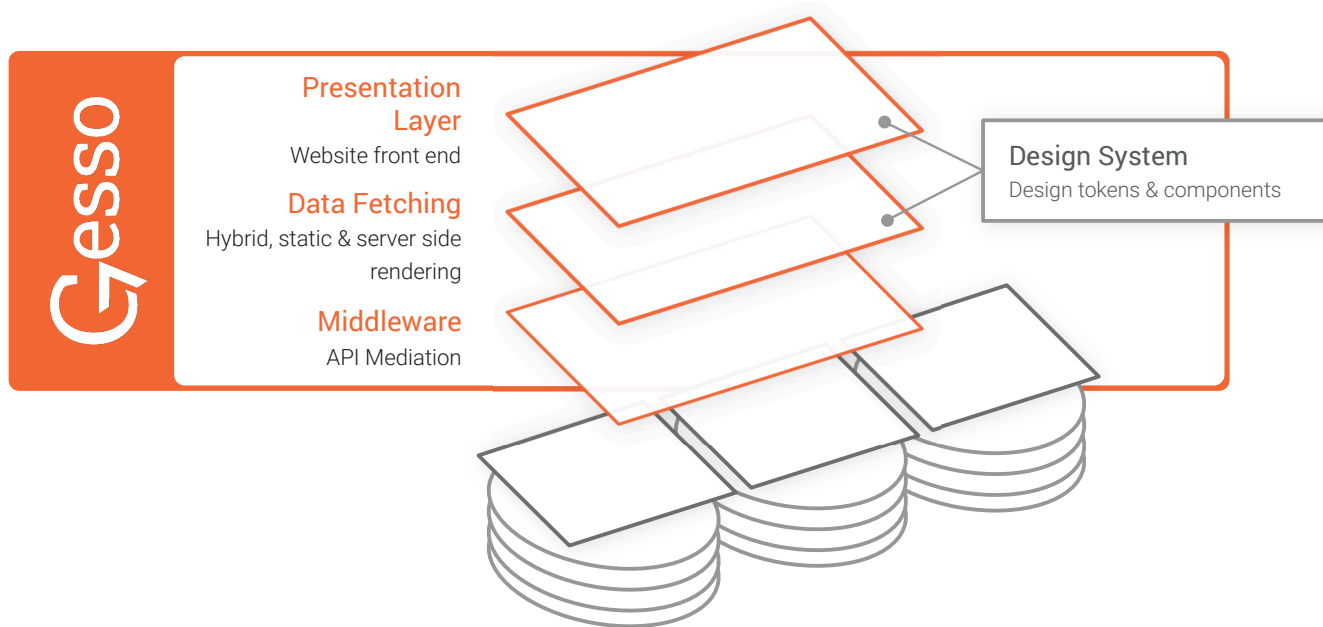 Gesso
Presentation
Layer
Website front end
Data Fetching
Hybrid, static & server side
rendering
Middleware
API Mediation
Design System
Design tokens & components